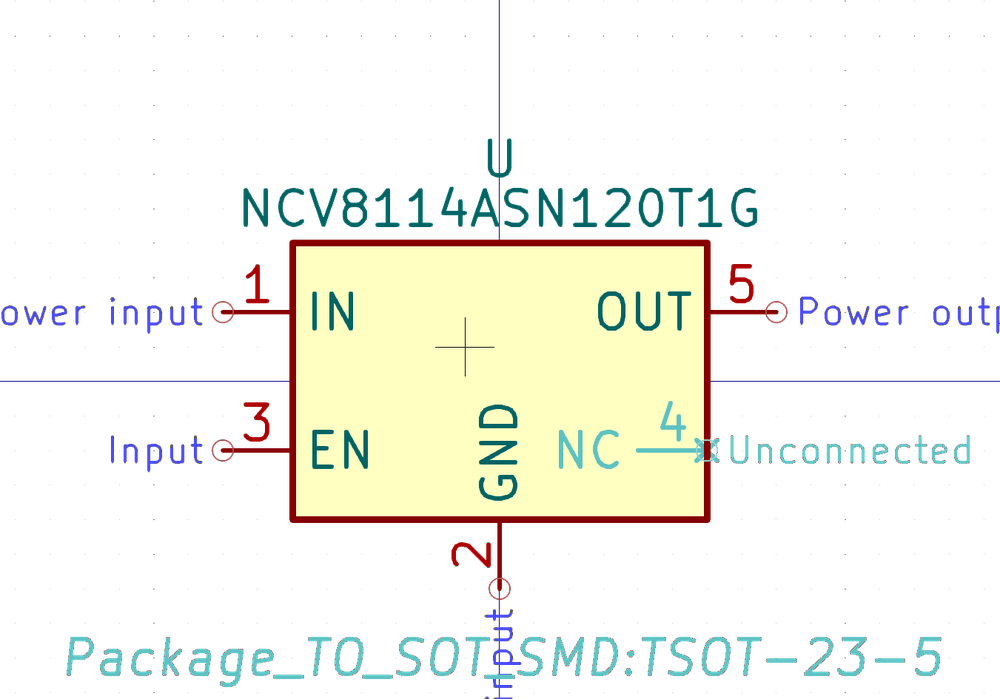 U
NCV8114ASN120T1G
1
5
ower input
IN
OUT
Power outp
3
4
Input
EN
GND
NC
Unconnected
2
input
Package_TO_SOT_SMD:TSOT-23-5